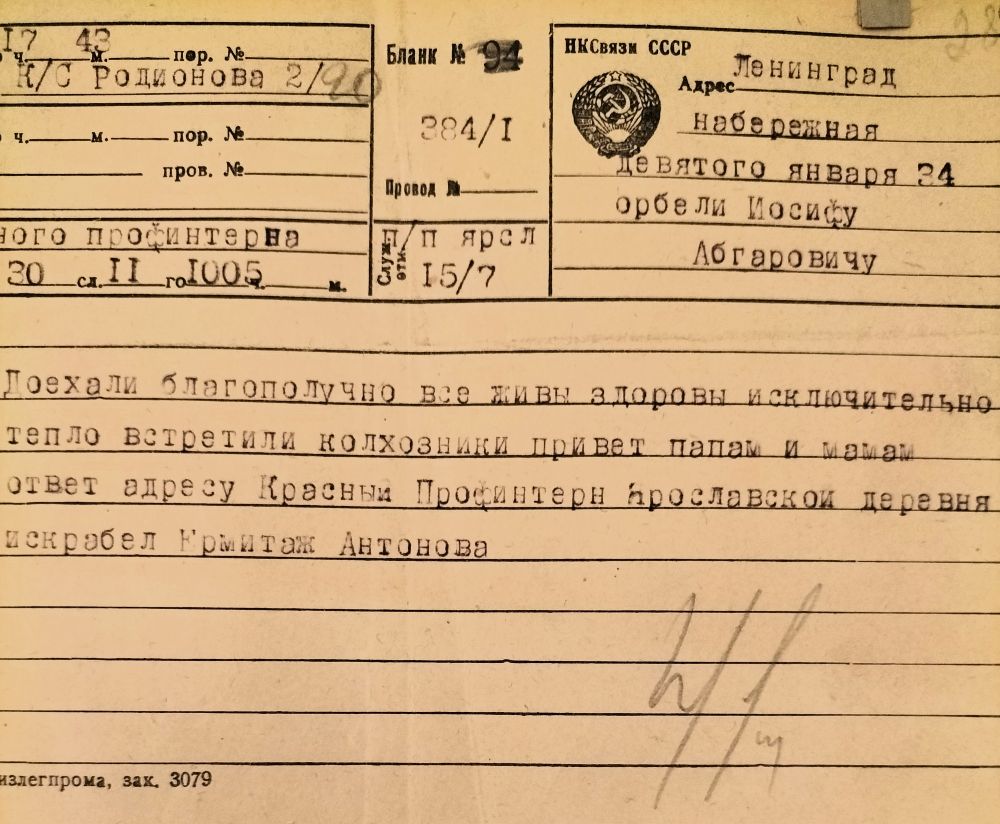 17 43
ч. м. пор. №
К/С Родионова 2/90
ч. м. пор. №
пров. №
ного профинтерна
30 сл. II го 1005 ч. м.
Бланк № 94
384/I
Провод №
Служ. отм.
п/п ярсл
15/7
НКСвязи СССР
Адрес Ленинград
набережная
девятого января 34
орбели Иосифу
Абгаровичу
Доехали благополучно все живы здоровы исключительно
тепло встретили колхозники привет папам и мамам
ответ адресу Красный Профинтерн Ярославской деревня
искрабел Ермитаж Антонова
излегпрома, зак. 3079